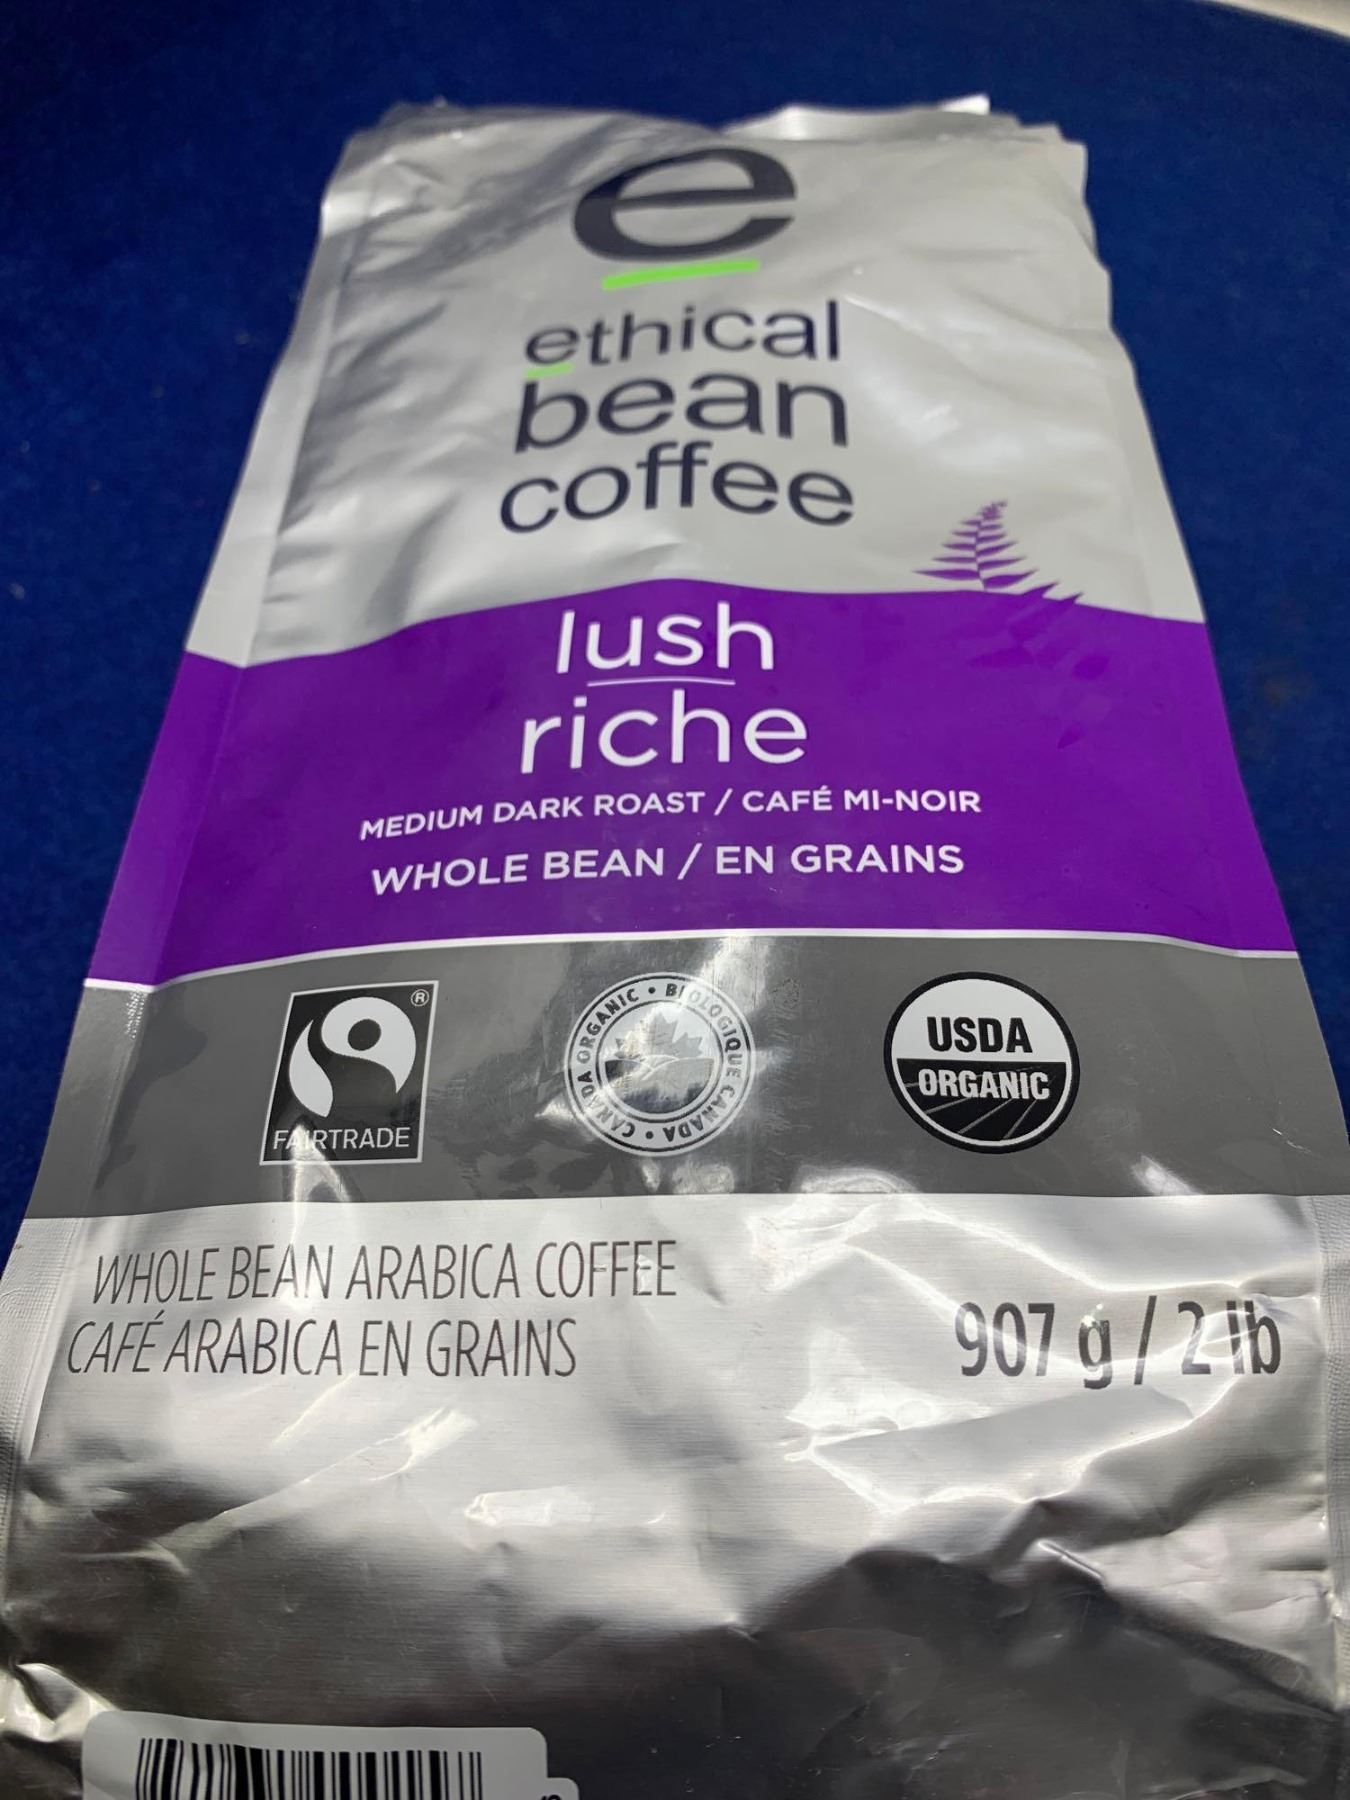 e
ethical
bean
coffee
lush
riche
MEDIUM DARK ROAST / CAFÉ MI-NOIR
WHOLE BEAN / EN GRAINS
®
FAIRTRADE
CANADA ORGANIC • BIOLOGIQUE CANADA •
USDA
ORGANIC
WHOLE BEAN ARABICA COFFEE
CAFÉ ARABICA EN GRAINS
907 g / 2 lb